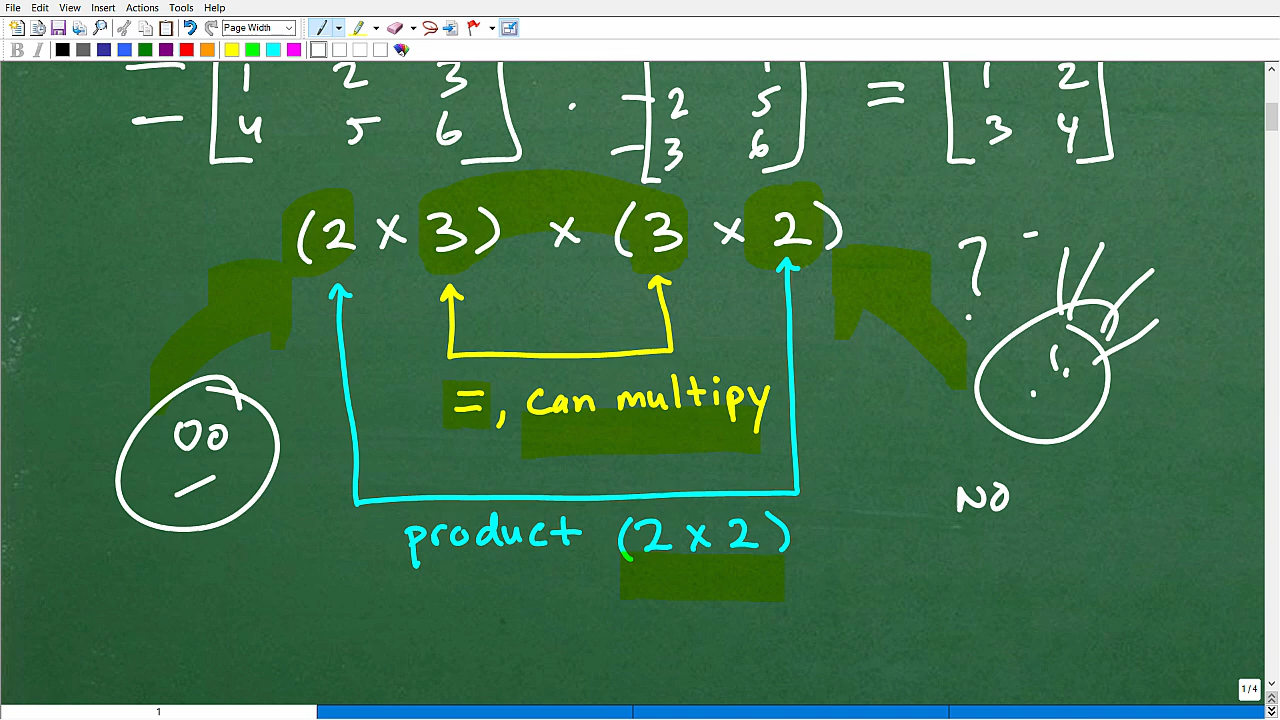 File Edit View Insert Actions Tools Help
Page Width
B I
1 2 3 1 2
2 5 =
4 5 6 · 3 4
3 6
(2 x 3) x (3 x 2)
?
=, can multipy
NO
product (2 x 2)
1/4
1